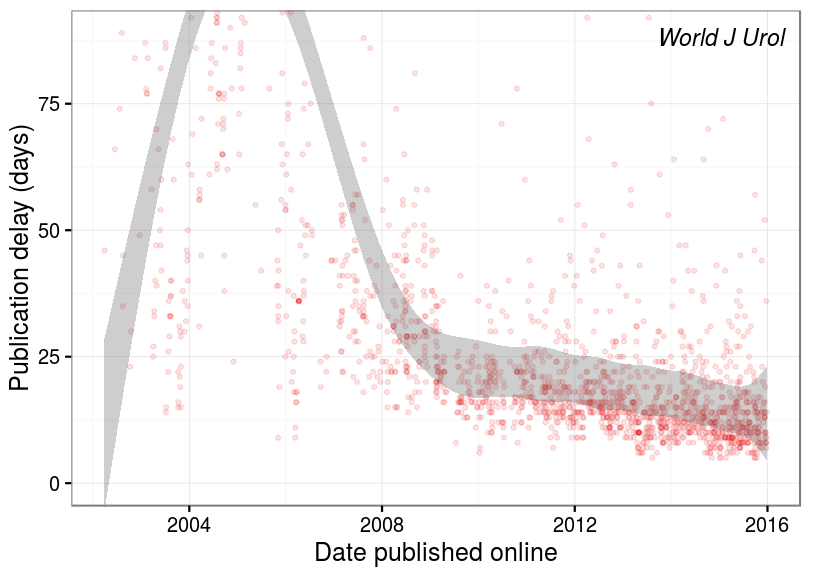 World J Urol
Publication delay (days)
75
50
25
0
2004 2008 2012 2016
Date published online